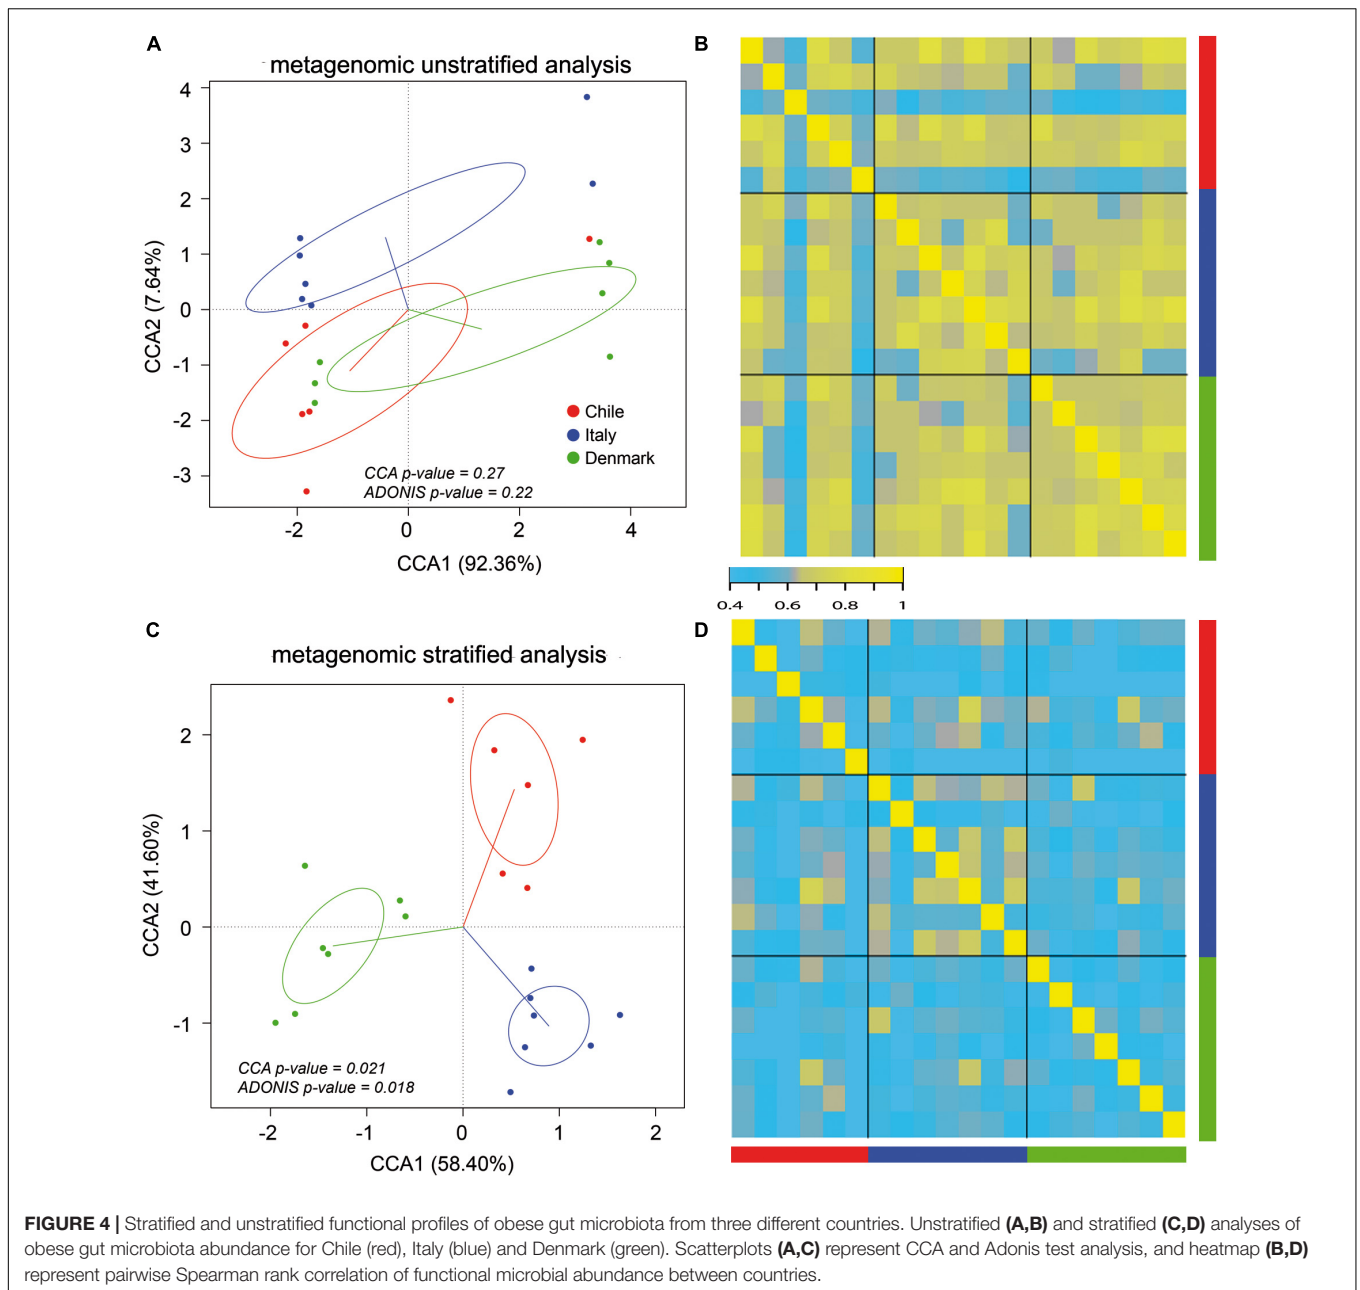 A
metagenomic unstratified analysis
4
3
2
1
0
-1
-2
-3
CCA2 (7.64%)
Chile
Italy
Denmark
CCA p-value = 0.27
ADONIS p-value = 0.22
-2 0 2 4
CCA1 (92.36%)
B
0.4 0.6 0.8 1
C
metagenomic stratified analysis
2
1
0
-1
CCA2 (41.60%)
CCA p-value = 0.021
ADONIS p-value = 0.018
-2 -1 0 1 2
CCA1 (58.40%)
D
FIGURE 4 | Stratified and unstratified functional profiles of obese gut microbiota from three different countries. Unstratified (A,B) and stratified (C,D) analyses of
obese gut microbiota abundance for Chile (red), Italy (blue) and Denmark (green). Scatterplots (A,C) represent CCA and Adonis test analysis, and heatmap (B,D)
represent pairwise Spearman rank correlation of functional microbial abundance between countries.